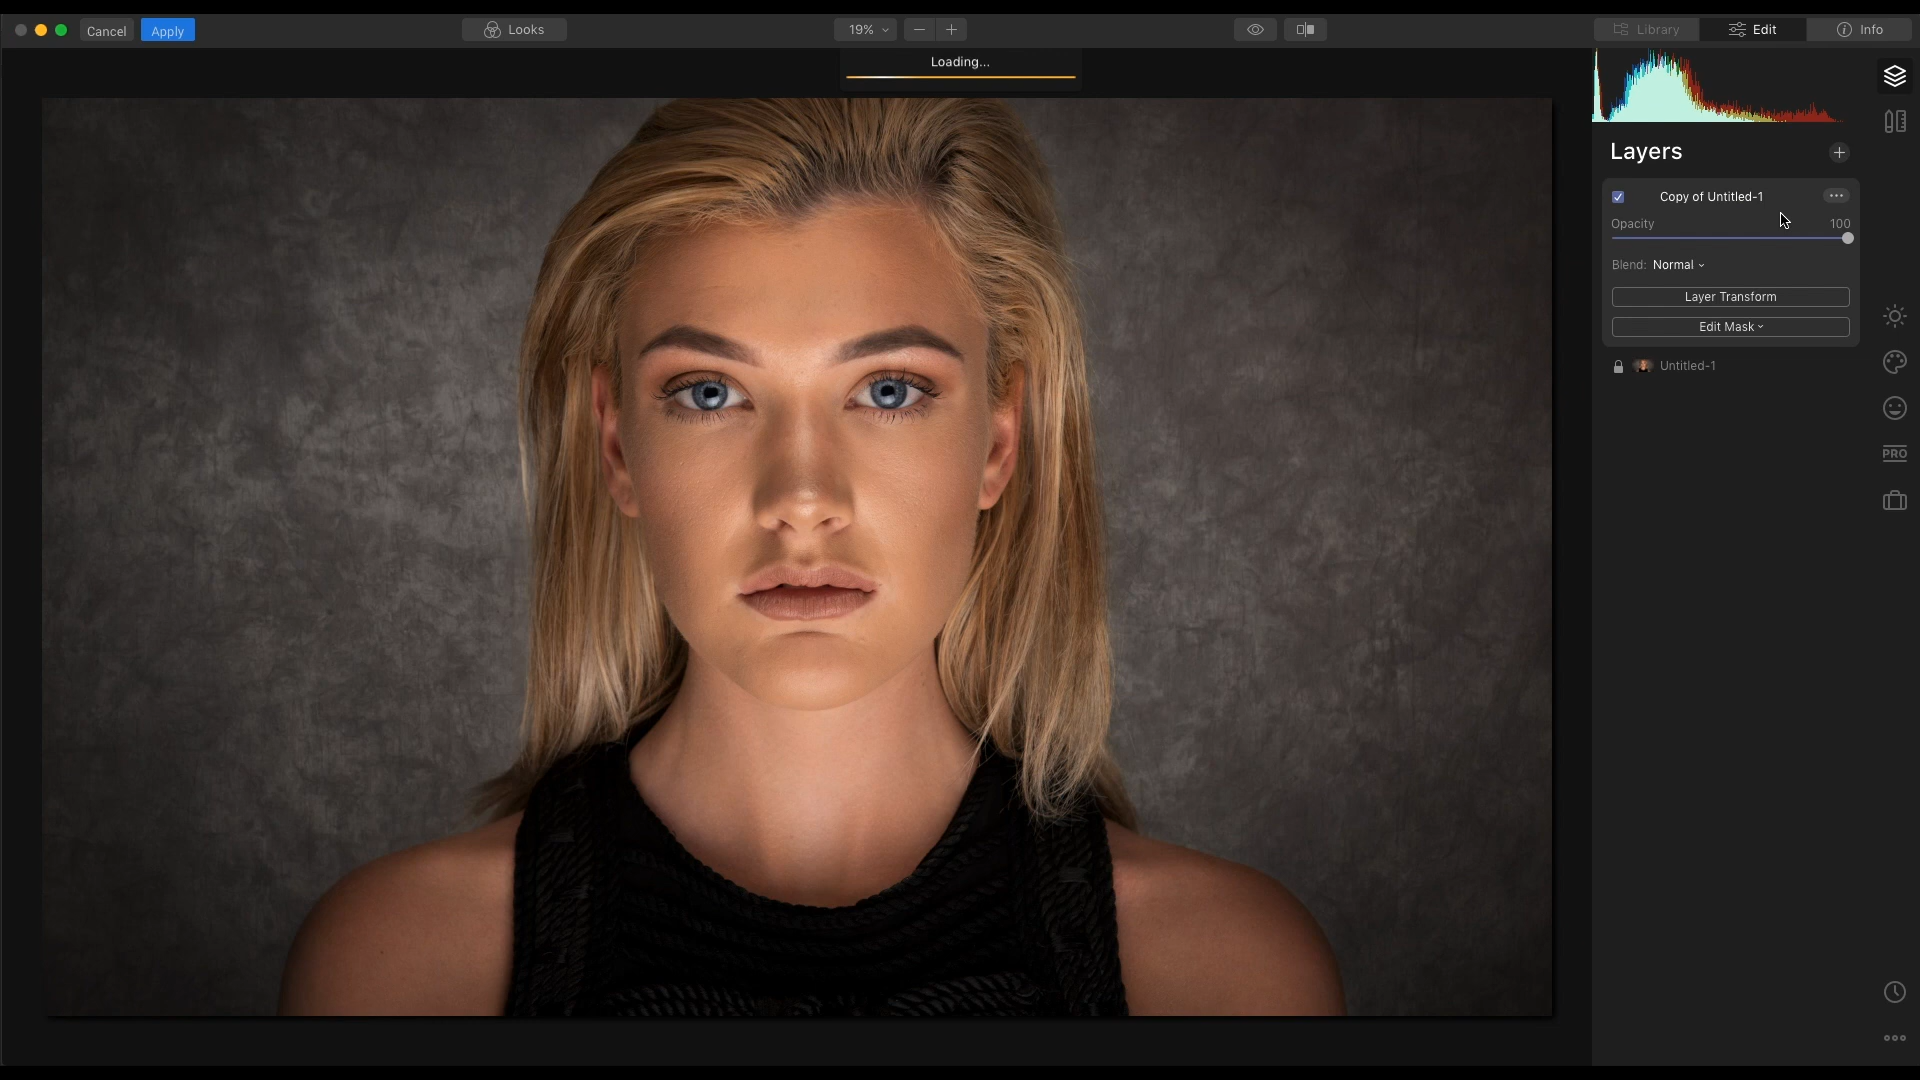 Cancel
Apply
Looks
19%
Library
Edit
Info
Loading...
Layers
Copy of Untitled-1
Opacity
100
Blend: Normal
Layer Transform
Edit Mask
Untitled-1
PRO